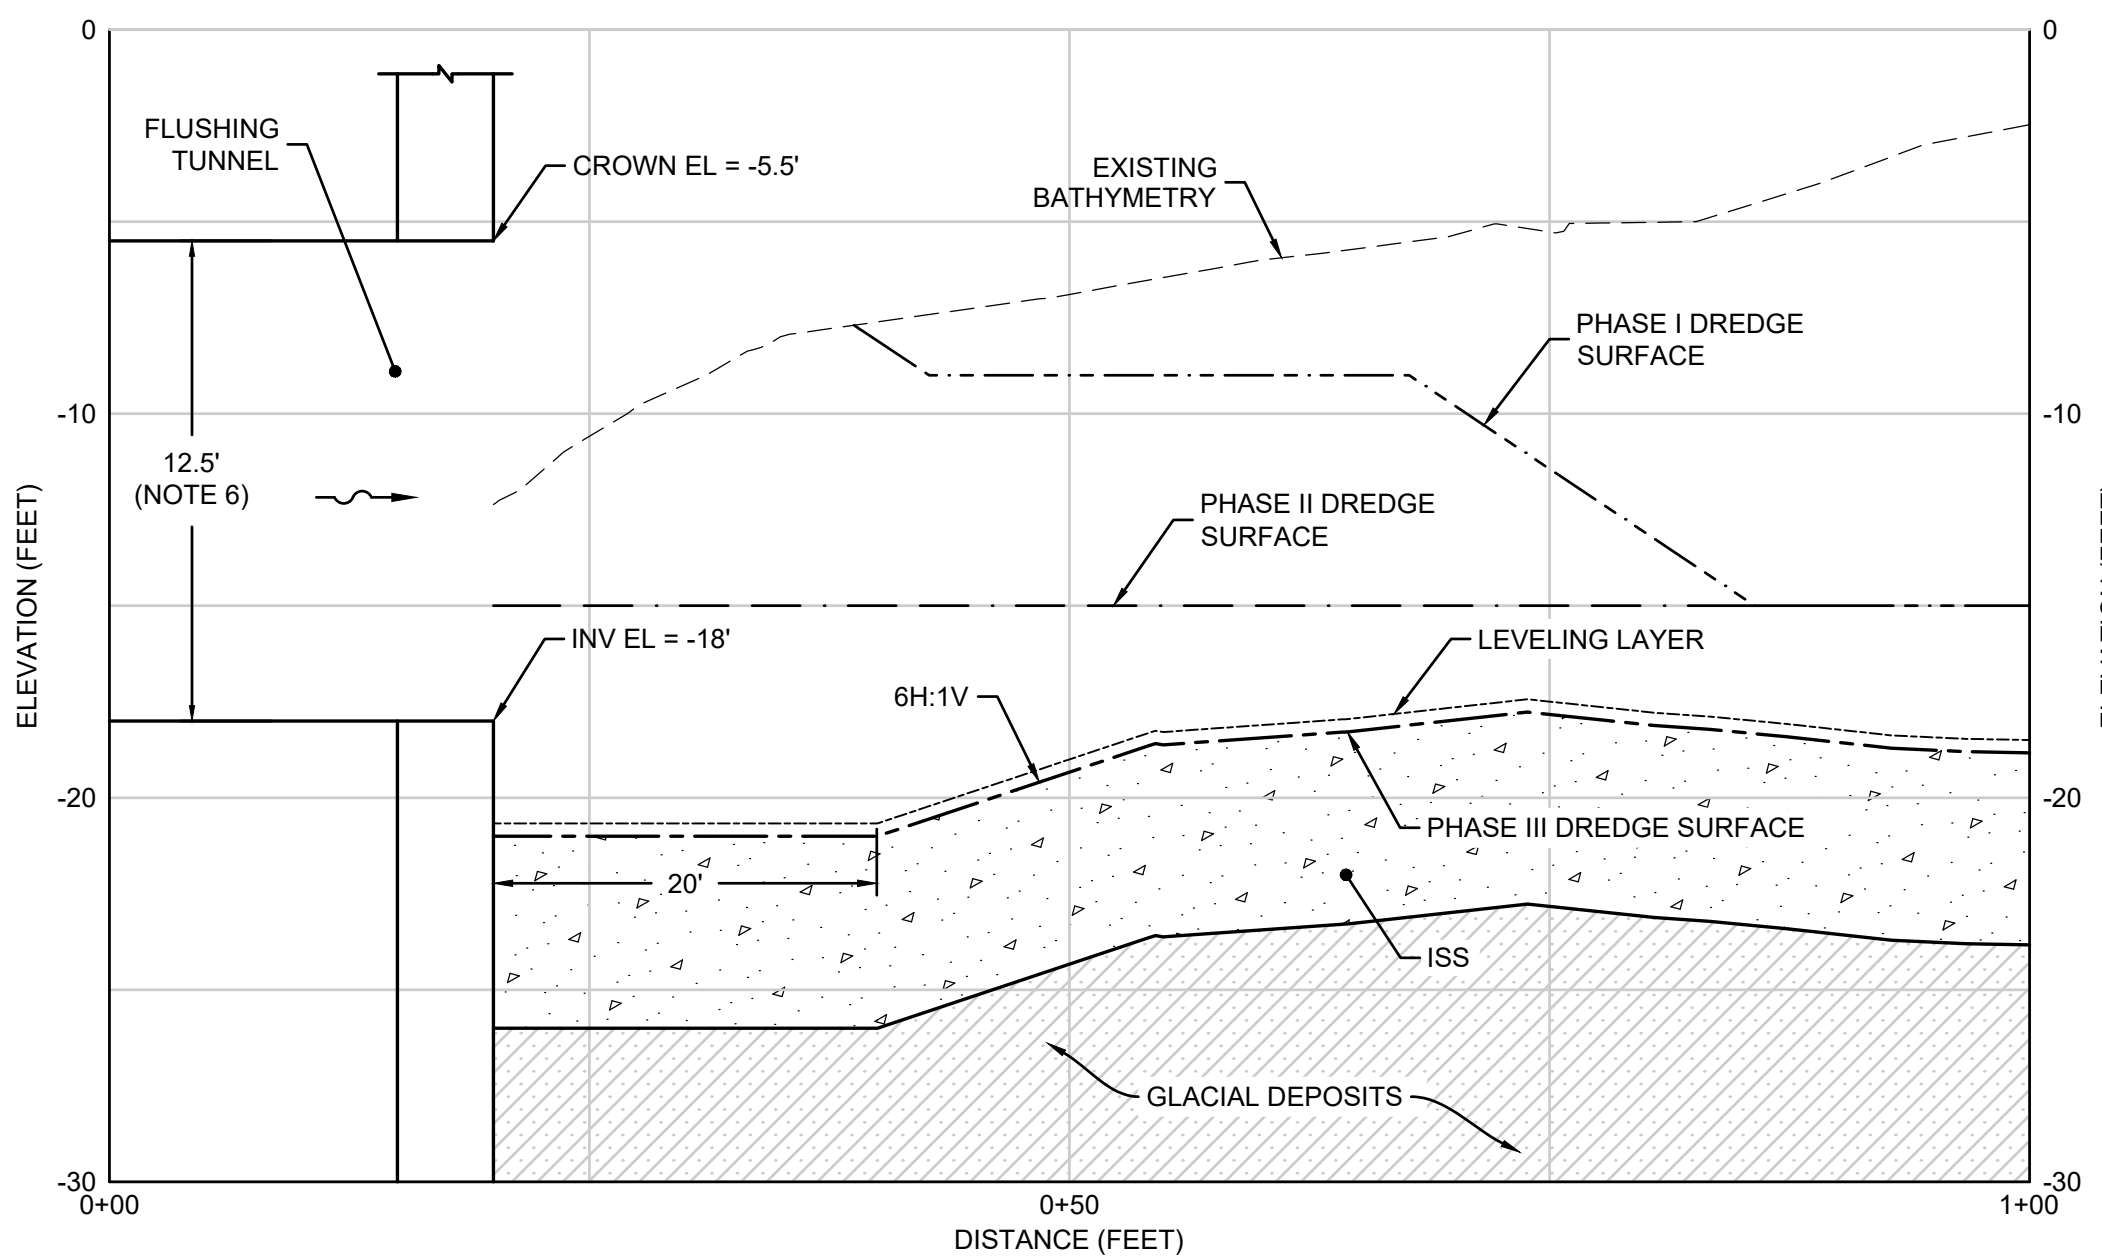 0
0
FLUSHING
TUNNEL
CROWN EL = -5.5'
EXISTING
BATHYMETRY
PHASE I DREDGE
SURFACE
-10
-10
12.5'
(NOTE 6)
PHASE II DREDGE
SURFACE
ELEVATION (FEET)
INV EL = -18'
LEVELING LAYER
6H:1V
-20
-20
PHASE III DREDGE SURFACE
20'
ISS
GLACIAL DEPOSITS
-30
-30
0+00
0+50
1+00
DISTANCE (FEET)